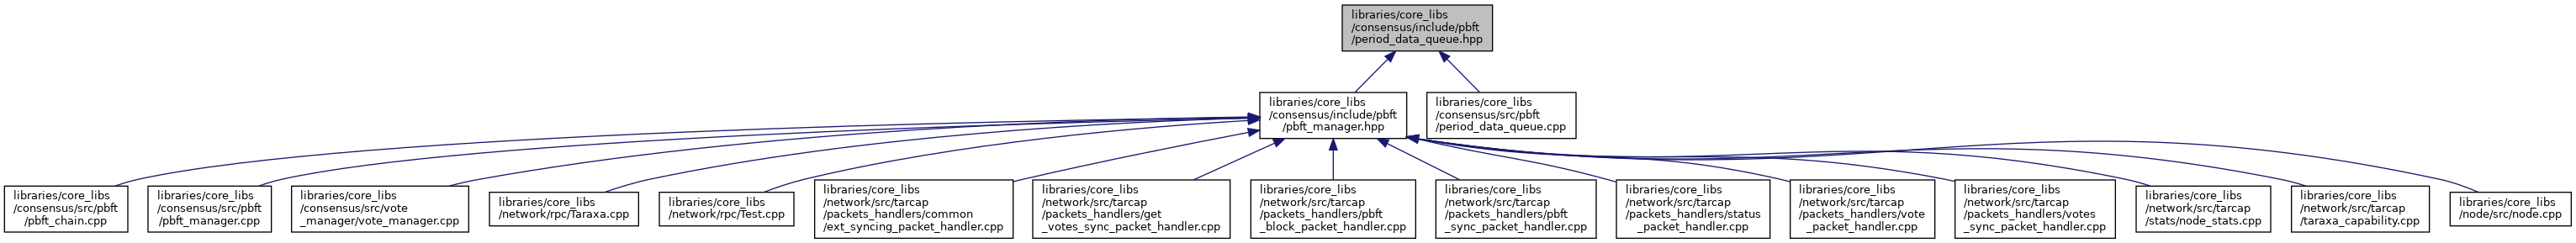 libraries/core_libs
/consensus/include/pbft
/period_data_queue.hpp
libraries/core_libs
/consensus/include/pbft
/pbft_manager.hpp
libraries/core_libs
/consensus/src/pbft
/period_data_queue.cpp
libraries/core_libs
/consensus/src/pbft
/pbft_chain.cpp
libraries/core_libs
/consensus/src/pbft
/pbft_manager.cpp
libraries/core_libs
/consensus/src/vote
_manager/vote_manager.cpp
libraries/core_libs
/network/rpc/Taraxa.cpp
libraries/core_libs
/network/rpc/Test.cpp
libraries/core_libs
/network/src/tarcap
/packets_handlers/common
/ext_syncing_packet_handler.cpp
libraries/core_libs
/network/src/tarcap
/packets_handlers/get
_votes_sync_packet_handler.cpp
libraries/core_libs
/network/src/tarcap
/packets_handlers/pbft
_block_packet_handler.cpp
libraries/core_libs
/network/src/tarcap
/packets_handlers/pbft
_sync_packet_handler.cpp
libraries/core_libs
/network/src/tarcap
/packets_handlers/status
_packet_handler.cpp
libraries/core_libs
/network/src/tarcap
/packets_handlers/vote
_packet_handler.cpp
libraries/core_libs
/network/src/tarcap
/packets_handlers/votes
_sync_packet_handler.cpp
libraries/core_libs
/network/src/tarcap
/stats/node_stats.cpp
libraries/core_libs
/network/src/tarcap
/taraxa_capability.cpp
libraries/core_libs
/node/src/node.cpp